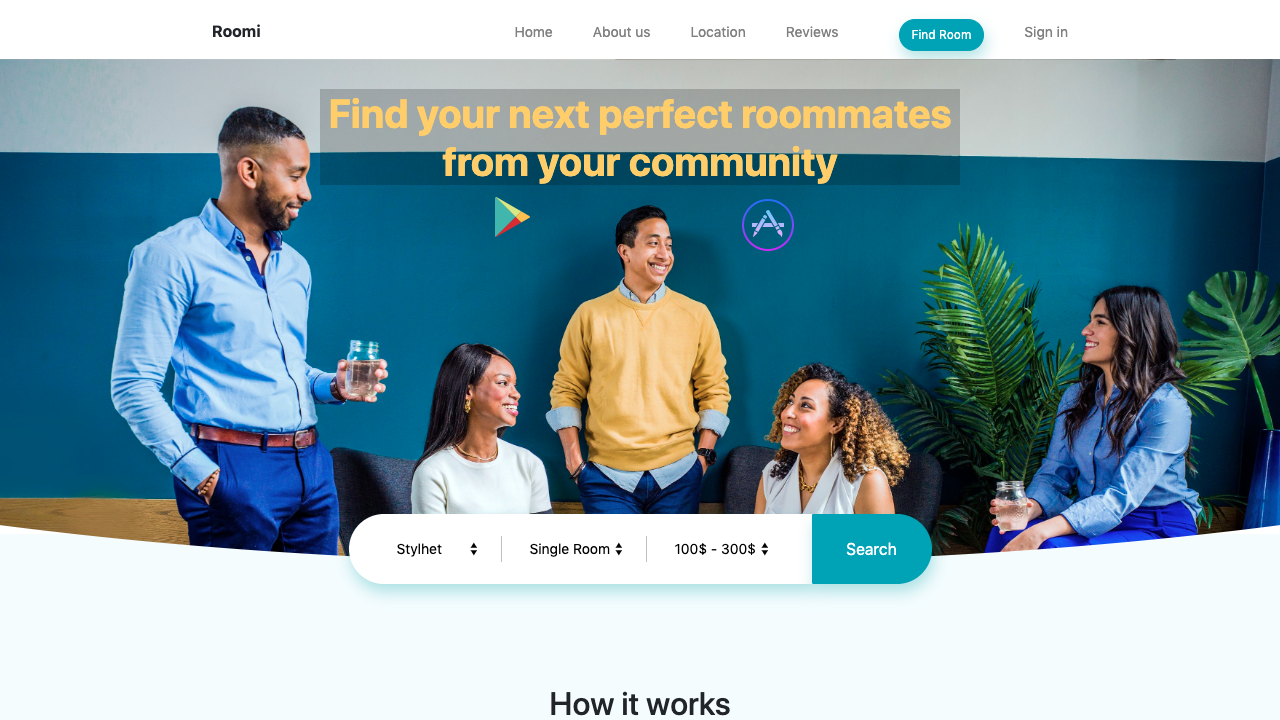 Roomi
Home
About us
Location
Reviews
Find Room
Sign in
Find your next perfect roommates
from your community
Stylhet
Single Room
100$ - 300$
Search
How it works